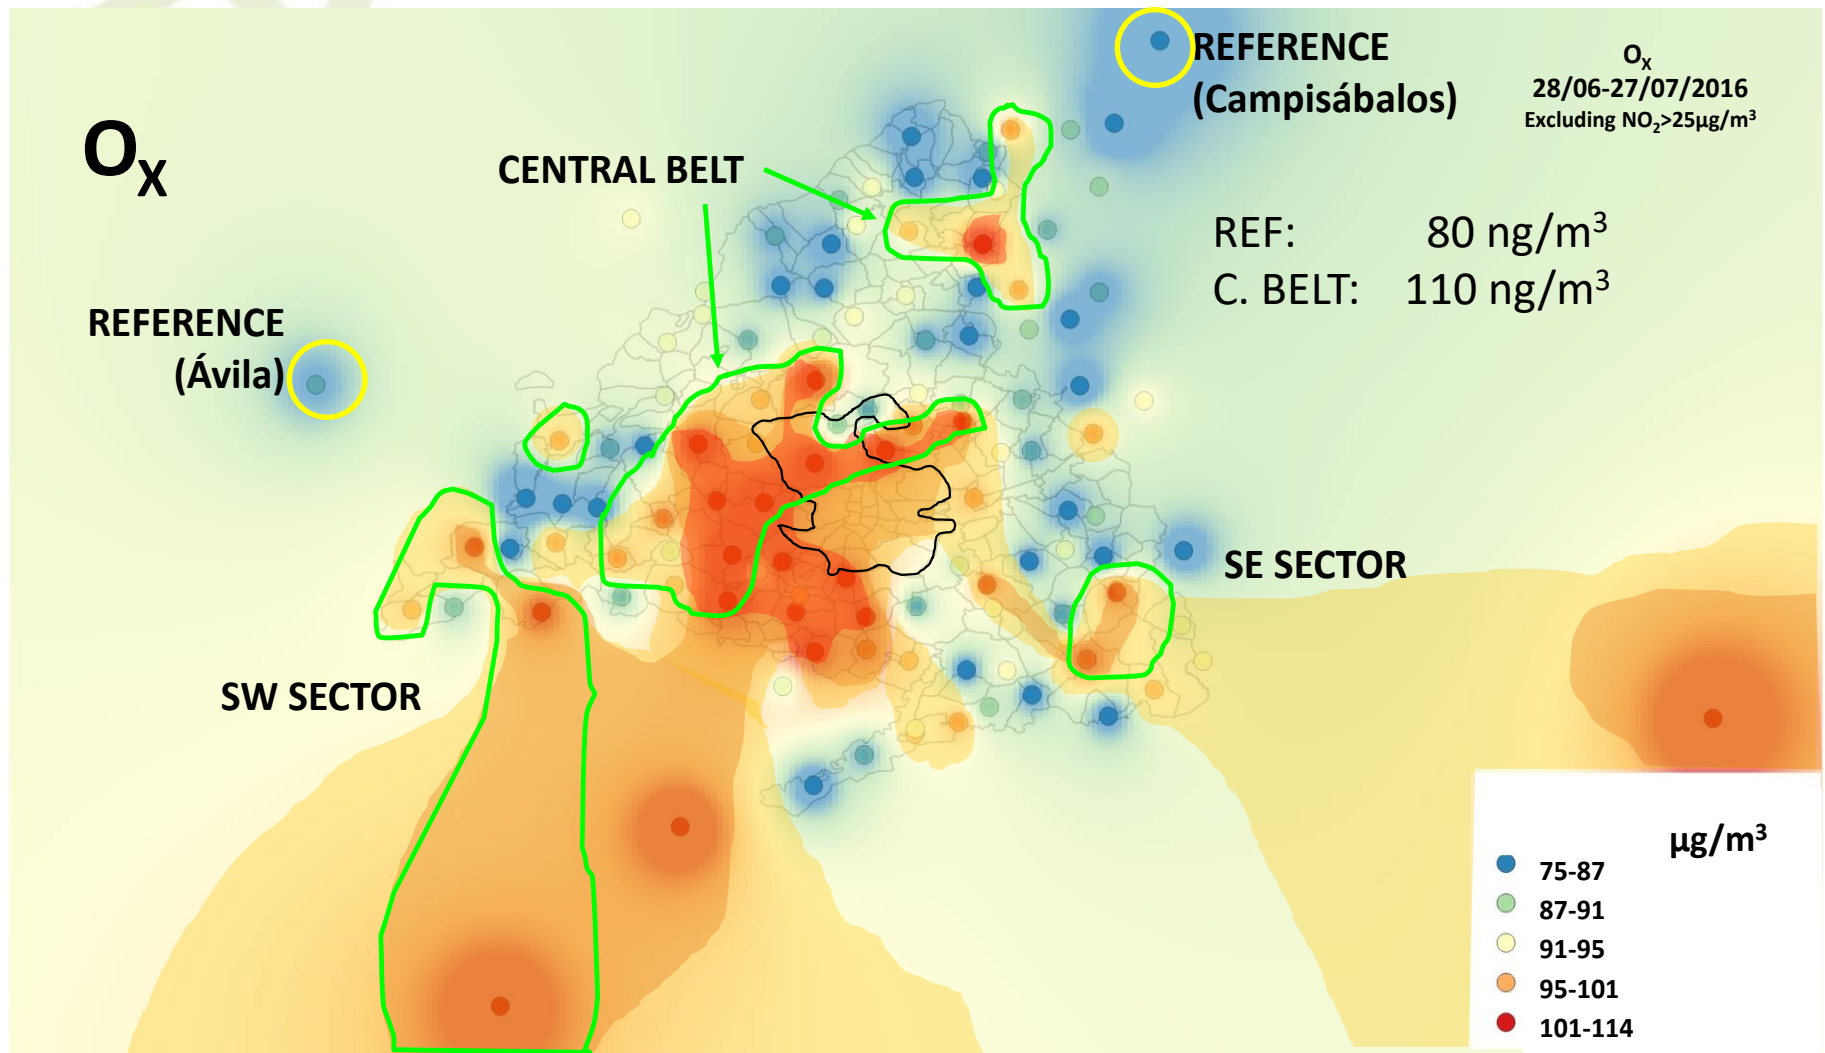 Oₓ
REFERENCE
(Campisábalos)
Oₓ
28/06-27/07/2016
Excluding NO₂>25µg/m³
CENTRAL BELT
REF: 80 ng/m³
C. BELT: 110 ng/m³
REFERENCE
(Ávila)
SE SECTOR
SW SECTOR
µg/m³
75-87
87-91
91-95
95-101
101-114